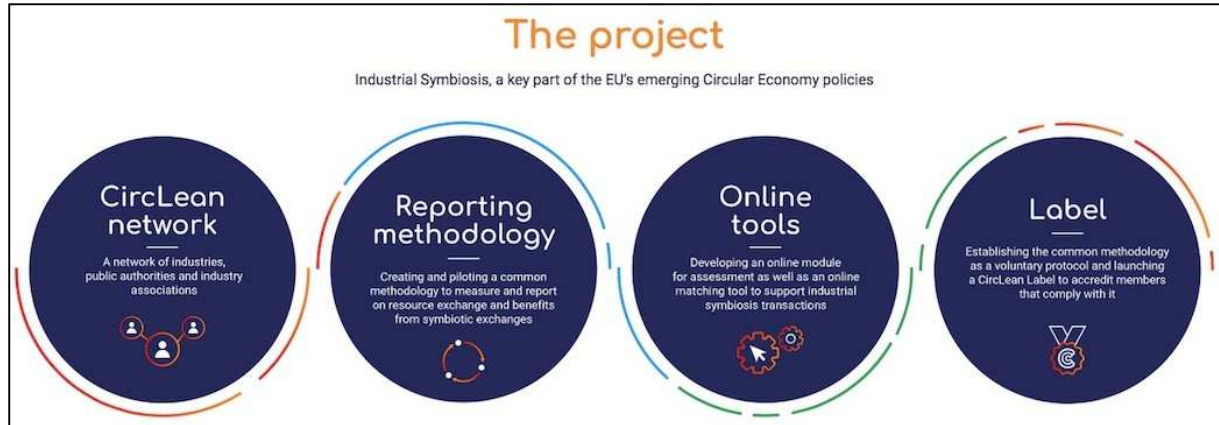 The project
Industrial Symbiosis, a key part of the EU's emerging Circular Economy policies
CircLean
network
A network of industries,
public authorities and industry
associations
Reporting
methodology
Creating and piloting a common
methodology to measure and report
on resource exchange and benefits
from symbiotic exchanges
Online
tools
Developing an online module
for assessment as well as an online
matching tool to support industrial
symbiosis transactions
Label
Establishing the common methodology
as a voluntary protocol and launching
a CircLean Label to accredit members
that comply with it
C